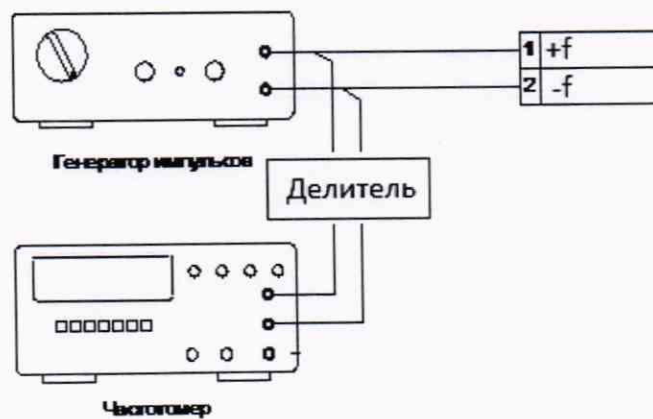 1 +f
2 -f
Генератор импульсов
Делитель
Частотомер